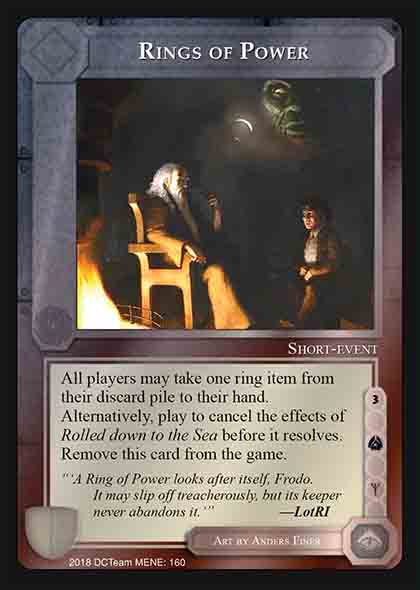 Rings of Power
Short-event
All players may take one ring item from
their discard pile to their hand.
Alternatively, play to cancel the effects of
Rolled down to the Sea before it resolves.
Remove this card from the game.
“‘A Ring of Power looks after itself, Frodo.
It may slip off treacherously, but its keeper
never abandons it.’” —LotRI
3
Art by Anders Finer
2018 DCTeam MENE: 160